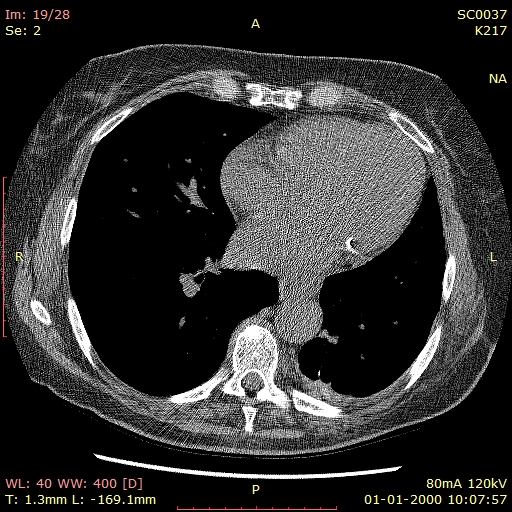 Im: 19/28
Se: 2
A
SC0037
K217
NA
R
L
WL: 40 WW: 400 [D]
T: 1.3mm L: -169.1mm
P
80mA 120kV
01-01-2000 10:07:57